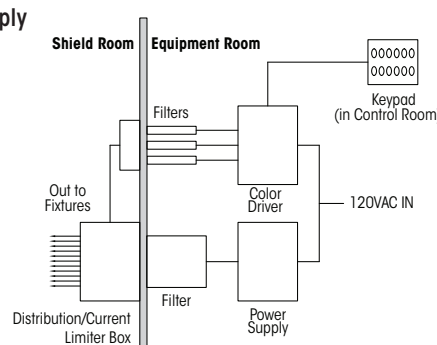 ply
Shield Room
Equipment Room
000000
000000
Keypad
(in Control Room
Filters
Color
Driver
Out to
Fixtures
120VAC IN
Filter
Power
Supply
Distribution/Current
Limiter Box